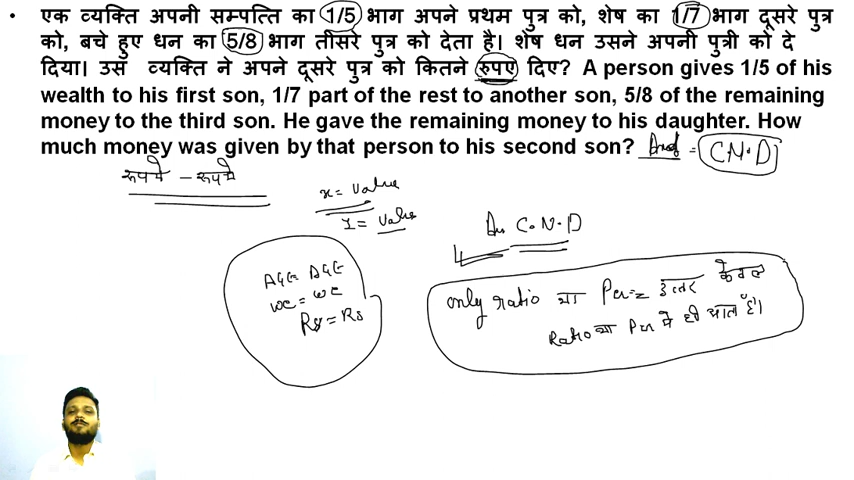 • एक व्यक्ति अपनी सम्पत्ति का 1/5 भाग अपने प्रथम पुत्र को, शेष का 1/7 भाग दूसरे पुत्र
को, बचे हुए धन का 5/8 भाग तीसरे पुत्र को देता है। शेष धन उसने अपनी पुत्री को दे
दिया। उस व्यक्ति ने अपने दूसरे पुत्र को कितने रुपए दिए? A person gives 1/5 of his
wealth to his first son, 1/7 part of the rest to another son, 5/8 of the remaining
money to the third son. He gave the remaining money to his daughter. How
much money was given by that person to his second son? = C.N.D
रुपये - रुपये
x = value
1 = value
Ans C.N.D
AGE = AGE
we = we
Rs = Rs
only ratio या Per = उत्तर केवल
Ratio या Per मे ही आता है।